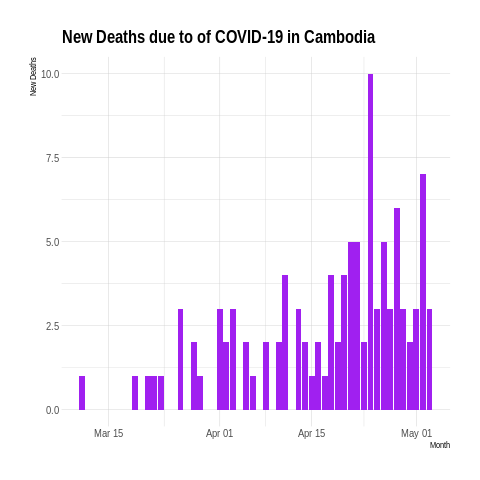 New Deaths due to of COVID-19 in Cambodia
New Deaths
10.0
7.5
5.0
2.5
0.0
Mar 15 Apr 01 Apr 15 May 01
Month